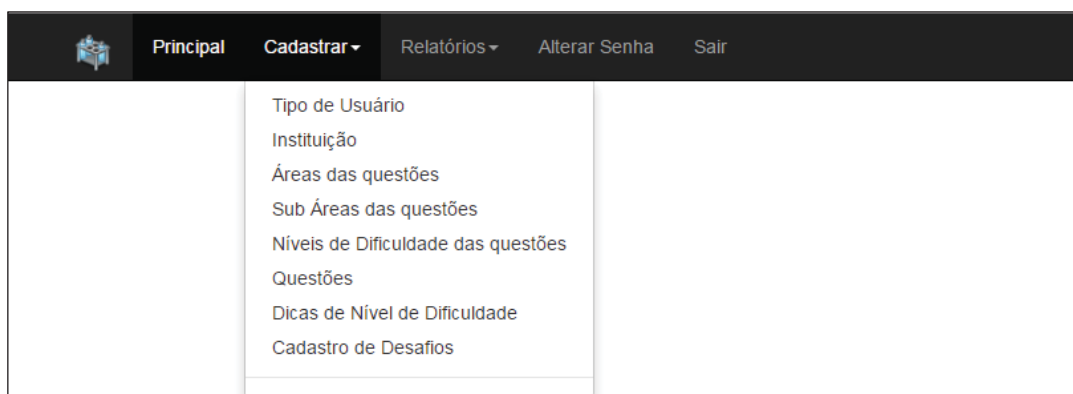 Principal Cadastrar Relatórios Alterar Senha Sair
Tipo de Usuário
Instituição
Áreas das questões
Sub Áreas das questões
Níveis de Dificuldade das questões
Questões
Dicas de Nível de Dificuldade
Cadastro de Desafios